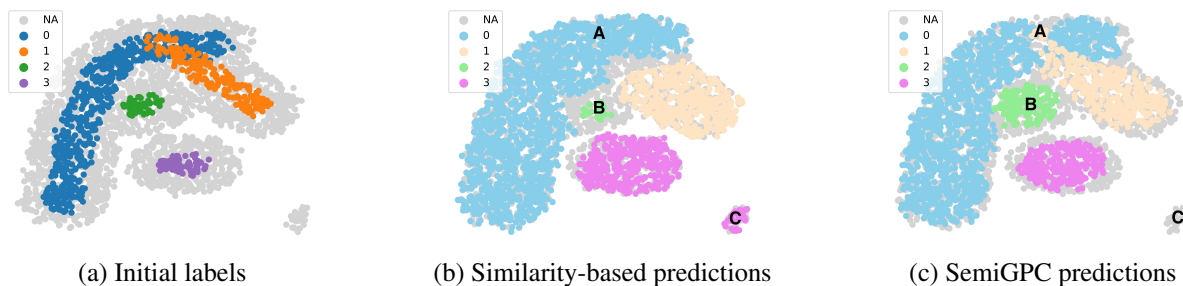 NA
0
1
2
3
NA
0
1
2
3
A
B
C
NA
0
1
2
3
A
B
C
(a) Initial labels
(b) Similarity-based predictions
(c) SemiGPC predictions